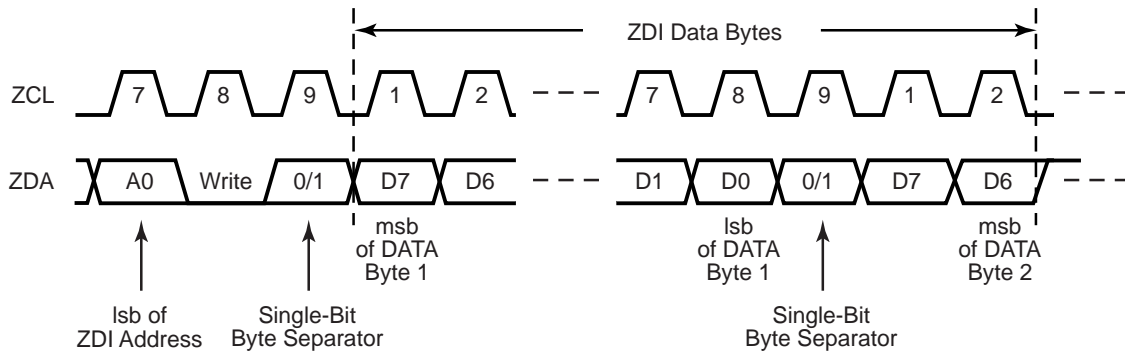 ZDI Data Bytes
ZCL 7 8 9 1 2 7 8 9 1 2
ZDA A0 Write 0/1 D7 D6 D1 D0 0/1 D7 D6
msb
of DATA
Byte 1
lsb
of DATA
Byte 1
msb
of DATA
Byte 2
lsb of
ZDI Address
Single-Bit
Byte Separator
Single-Bit
Byte Separator